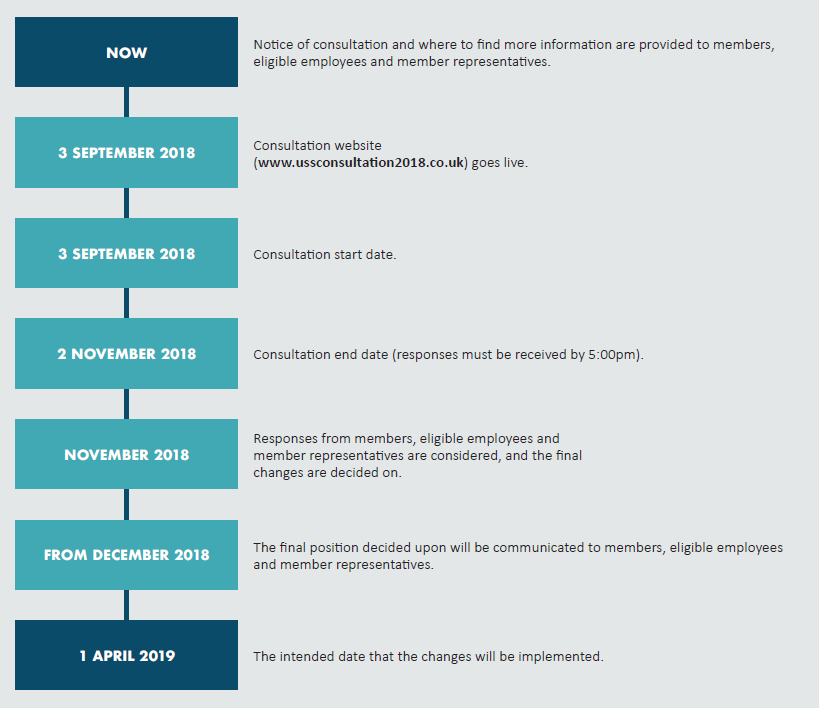 NOW
Notice of consultation and where to find more information are provided to members,
eligible employees and member representatives.
3 SEPTEMBER 2018
Consultation website
(www.ussconsultation2018.co.uk) goes live.
3 SEPTEMBER 2018
Consultation start date.
2 NOVEMBER 2018
Consultation end date (responses must be received by 5:00pm).
NOVEMBER 2018
Responses from members, eligible employees and
member representatives are considered, and the final
changes are decided on.
FROM DECEMBER 2018
The final position decided upon will be communicated to members, eligible employees
and member representatives.
1 APRIL 2019
The intended date that the changes will be implemented.